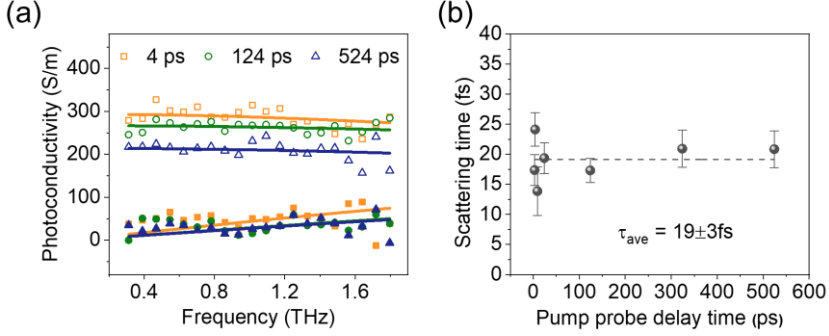 (a)
Photoconductivity (S/m)
400
300
200
100
0
4 ps
124 ps
524 ps
0.4
0.8
1.2
1.6
Frequency (THz)
(b)
Scattering time (fs)
40
35
30
25
20
15
10
5
0
τave = 19±3fs
0
100
200
300
400
500
600
Pump probe delay time (ps)